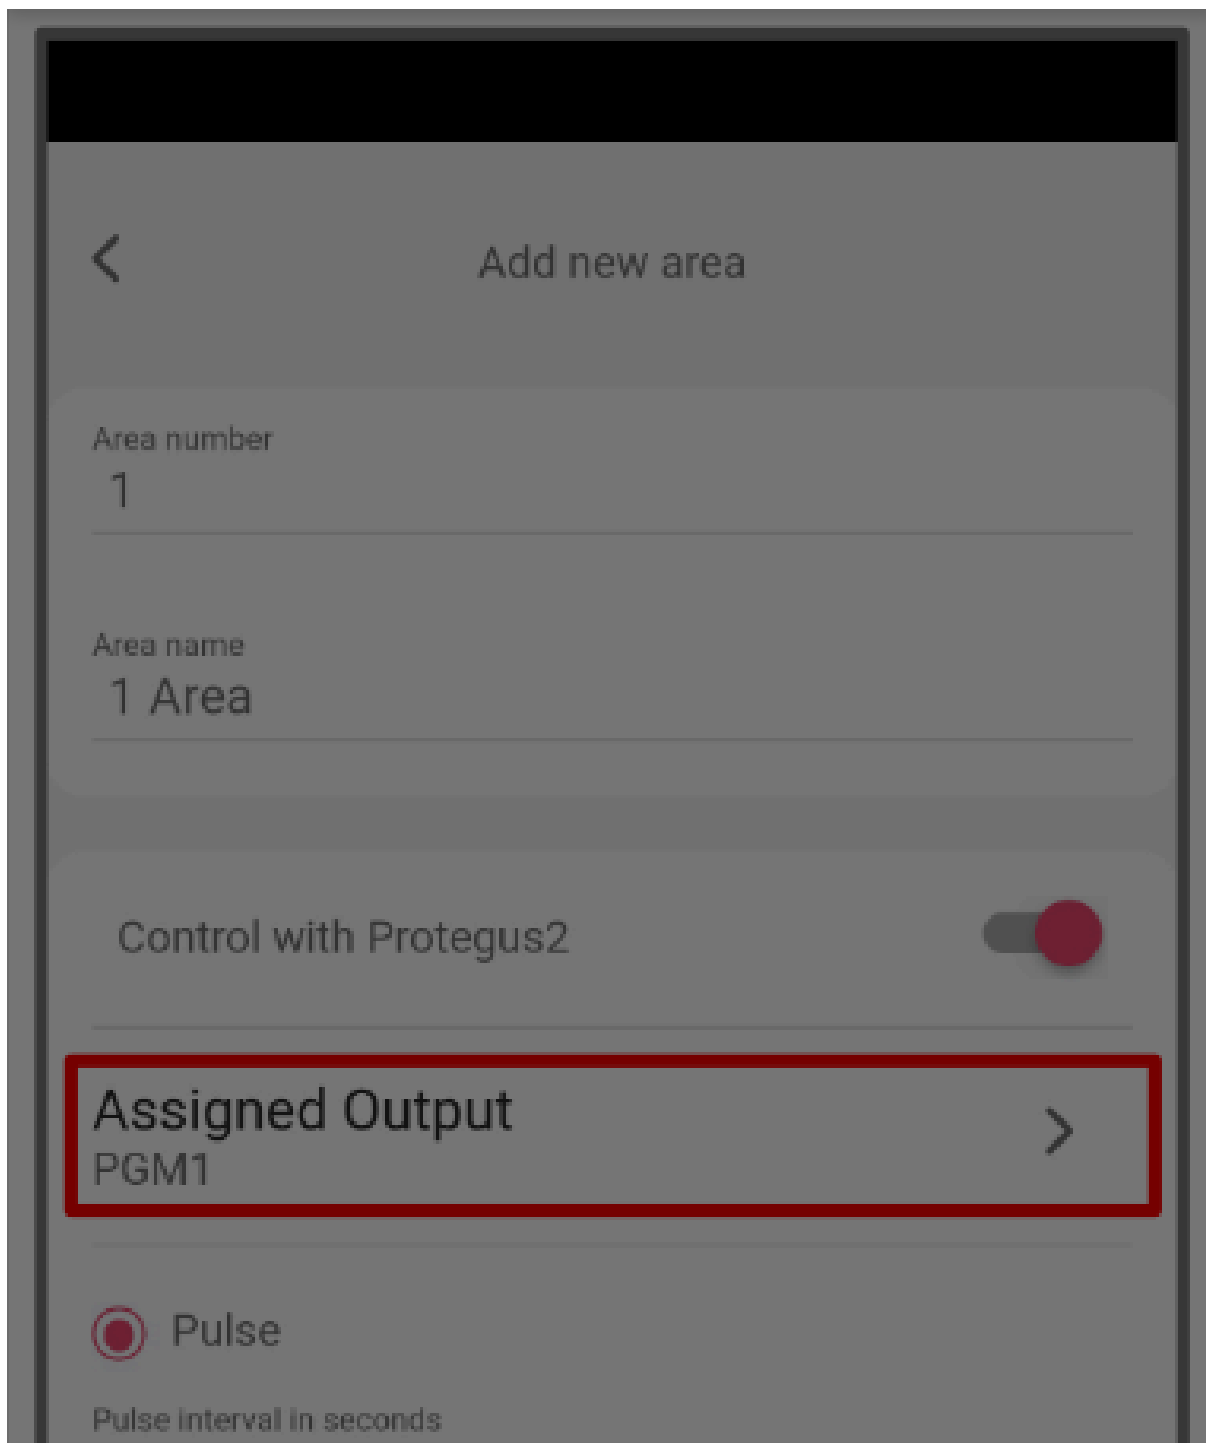 Add new area
Area number
1
Area name
1 Area
Control with Protegus2
Assigned Output
PGM1
Pulse
Pulse interval in seconds